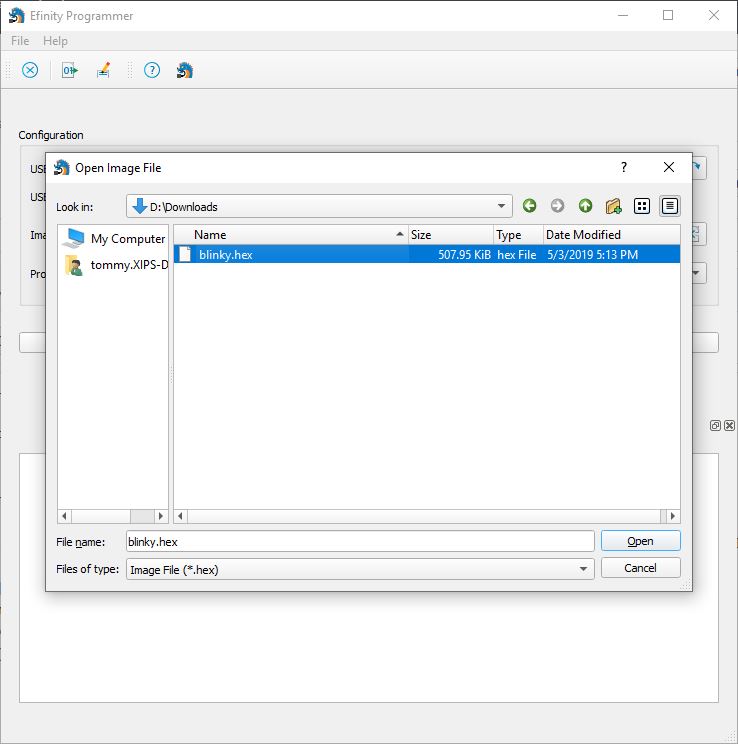 Efinity Programmer
File Help
Configuration
Open Image File
?
Look in: D:\Downloads
My Computer
tommy.XIPS-D
Name Size Type Date Modified
blinky.hex 507.95 KiB hex File 5/3/2019 5:13 PM
File name: blinky.hex Open
Files of type: Image File (*.hex) Cancel
USB
USB
Ima
Pro